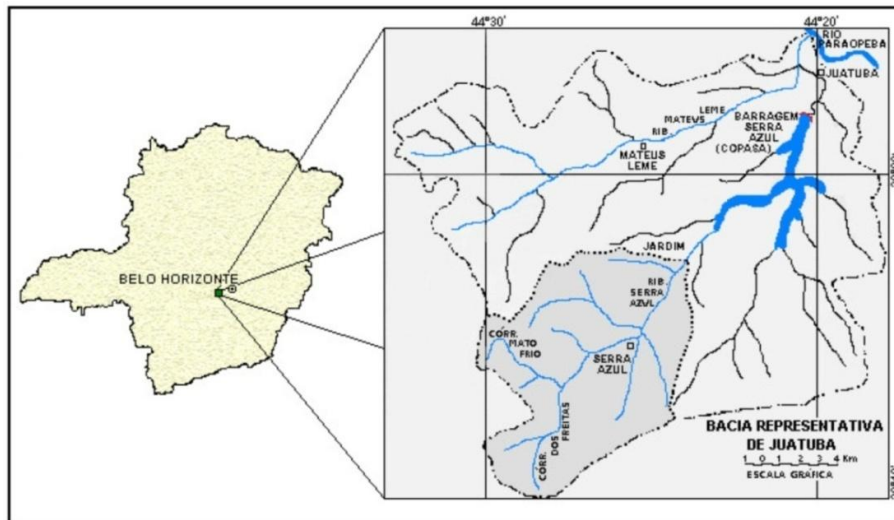 44°30'
44°20'
RIO
PARAOPEBA
JUATUBA
BARRAGEM
SERRA
AZUL
(COPASA)
RIB. MATEUS LEME
MATEUS
LEME
BELO HORIZONTE
JARDIM
RIB.
SERRA
AZUL
CORR.
MATO
FRIO
SERRA
AZUL
CORR. DOS FREITAS
BACIA REPRESENTATIVA
DE JUATUBA
1 0 1 2 3 4 Km
ESCALA GRÁFICA